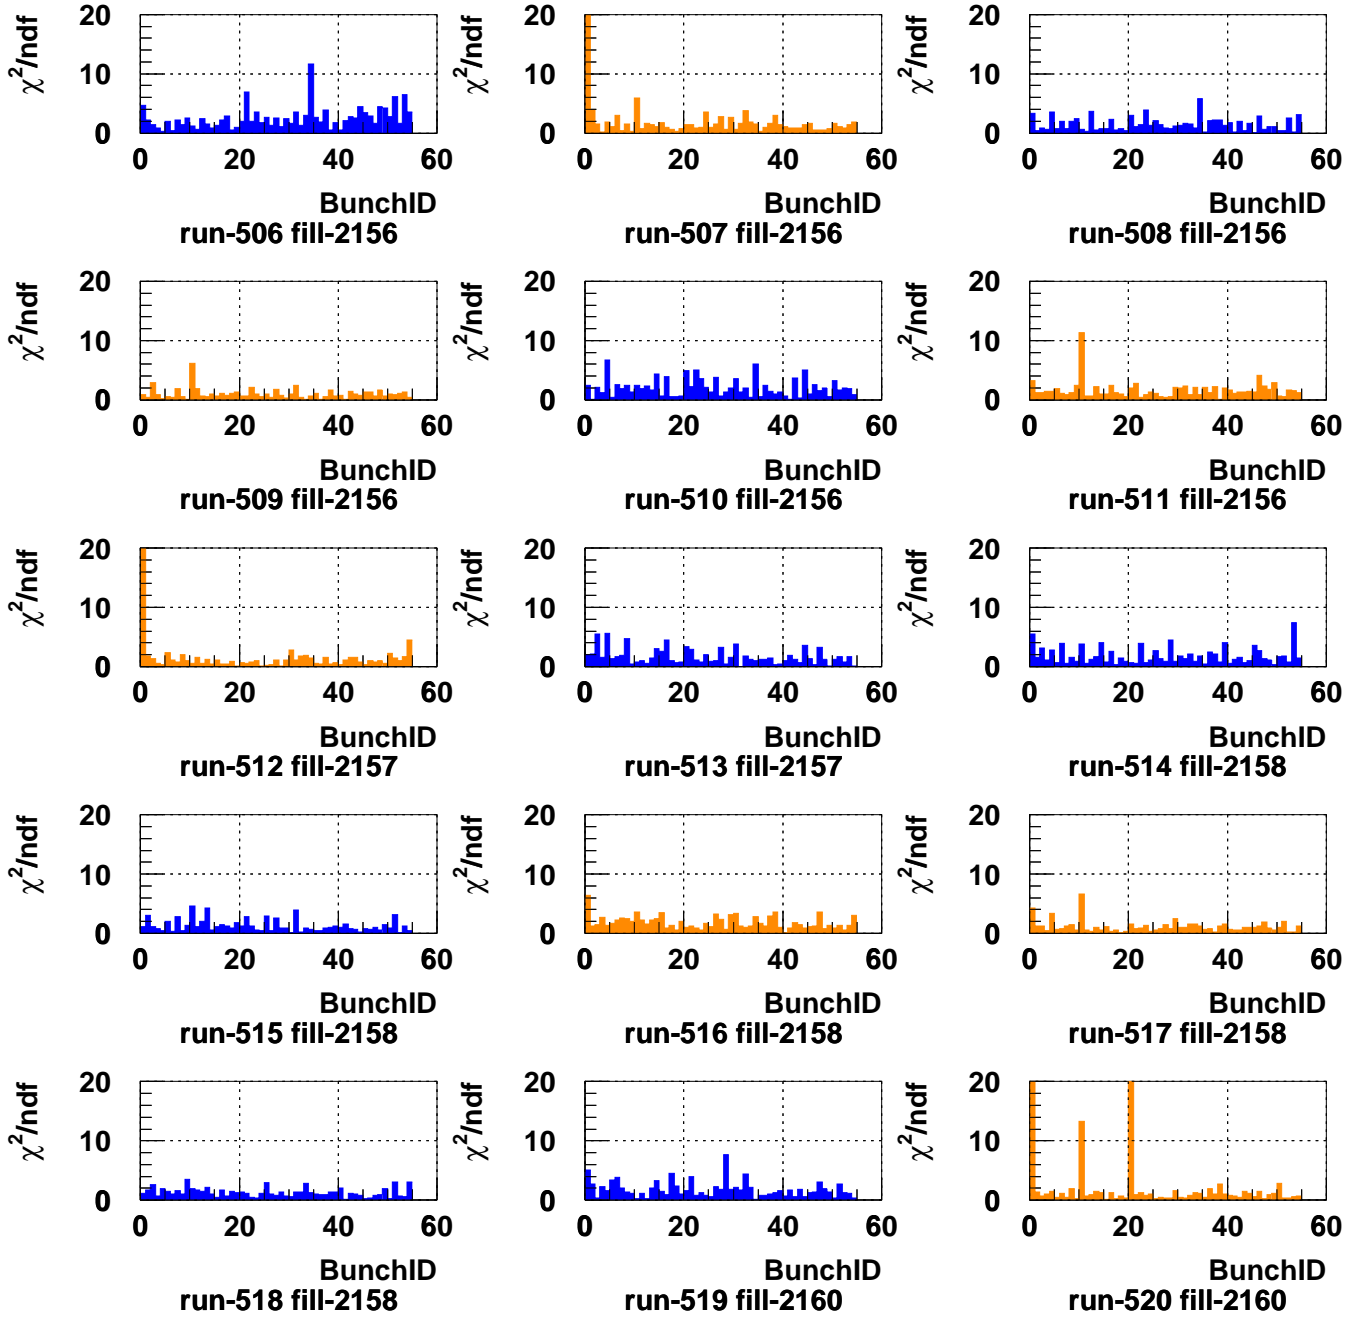 χ²/ndf 20 10 0 0 20 40 60 BunchID run-506 fill-2156
χ²/ndf 20 10 0 0 20 40 60 BunchID run-507 fill-2156
χ²/ndf 20 10 0 0 20 40 60 BunchID run-508 fill-2156
χ²/ndf 20 10 0 0 20 40 60 BunchID run-509 fill-2156
χ²/ndf 20 10 0 0 20 40 60 BunchID run-510 fill-2156
χ²/ndf 20 10 0 0 20 40 60 BunchID run-511 fill-2156
χ²/ndf 20 10 0 0 20 40 60 BunchID run-512 fill-2157
χ²/ndf 20 10 0 0 20 40 60 BunchID run-513 fill-2157
χ²/ndf 20 10 0 0 20 40 60 BunchID run-514 fill-2158
χ²/ndf 20 10 0 0 20 40 60 BunchID run-515 fill-2158
χ²/ndf 20 10 0 0 20 40 60 BunchID run-516 fill-2158
χ²/ndf 20 10 0 0 20 40 60 BunchID run-517 fill-2158
χ²/ndf 20 10 0 0 20 40 60 BunchID run-518 fill-2158
χ²/ndf 20 10 0 0 20 40 60 BunchID run-519 fill-2160
χ²/ndf 20 10 0 0 20 40 60 BunchID run-520 fill-2160